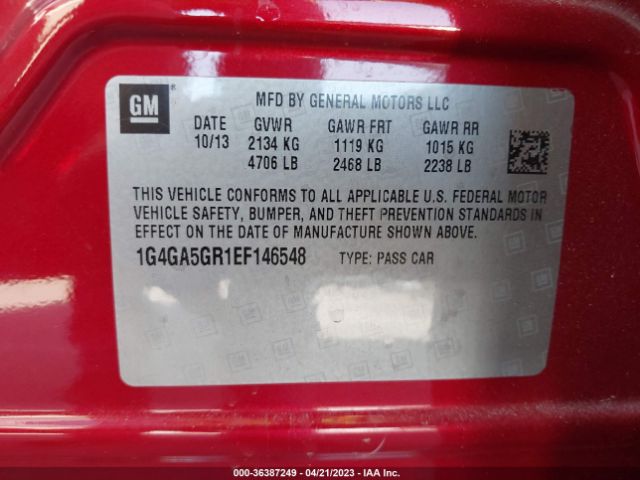 GM ®
MFD BY GENERAL MOTORS LLC
DATE GVWR GAWR FRT GAWR RR
10/13 2134 KG 1119 KG 1015 KG
4706 LB 2468 LB 2238 LB
THIS VEHICLE CONFORMS TO ALL APPLICABLE U.S. FEDERAL MOTOR
VEHICLE SAFETY, BUMPER, AND THEFT PREVENTION STANDARDS IN
EFFECT ON THE DATE OF MANUFACTURE SHOWN ABOVE.
1G4GA5GR1EF146548 TYPE: PASS CAR
000-36387249 - 04/21/2023 - IAA Inc.